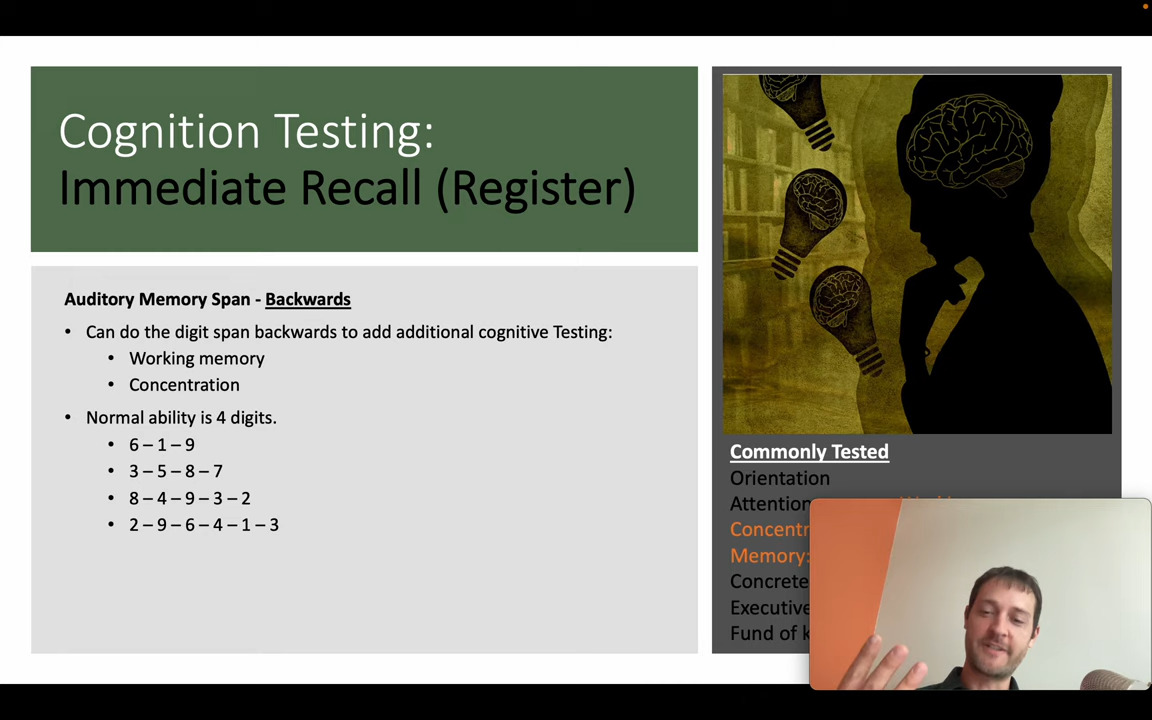 Cognition Testing:
Immediate Recall (Register)
Auditory Memory Span - Backwards
• Can do the digit span backwards to add additional cognitive Testing:
• Working memory
• Concentration
• Normal ability is 4 digits.
• 6 – 1 – 9
• 3 – 5 – 8 – 7
• 8 – 4 – 9 – 3 – 2
• 2 – 9 – 6 – 4 – 1 – 3
Commonly Tested
Orientation
Attention
Memory:
Concrete
Executive
Fund of